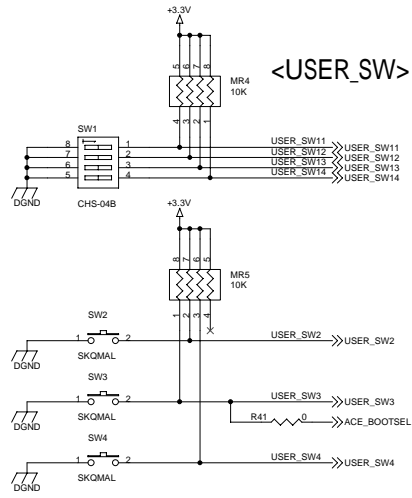 +3.3V
<USER_SW>
5 6 7 8
MR4
10K
4 3 2 1
SW1
8 1 USER_SW11 USER_SW11
7 2 USER_SW12 USER_SW12
6 3 USER_SW13 USER_SW13
5 4 USER_SW14 USER_SW14
DGND
CHS-04B
+3.3V
8 7 6 5
MR5
10K
1 2 3 4
SW2
1 2 USER_SW2 USER_SW2
SKQMAL
DGND
SW3
1 2 USER_SW3 USER_SW3
SKQMAL
R41 0 ACE_BOOTSEL
DGND
SW4
1 2 USER_SW4 USER_SW4
SKQMAL
DGND